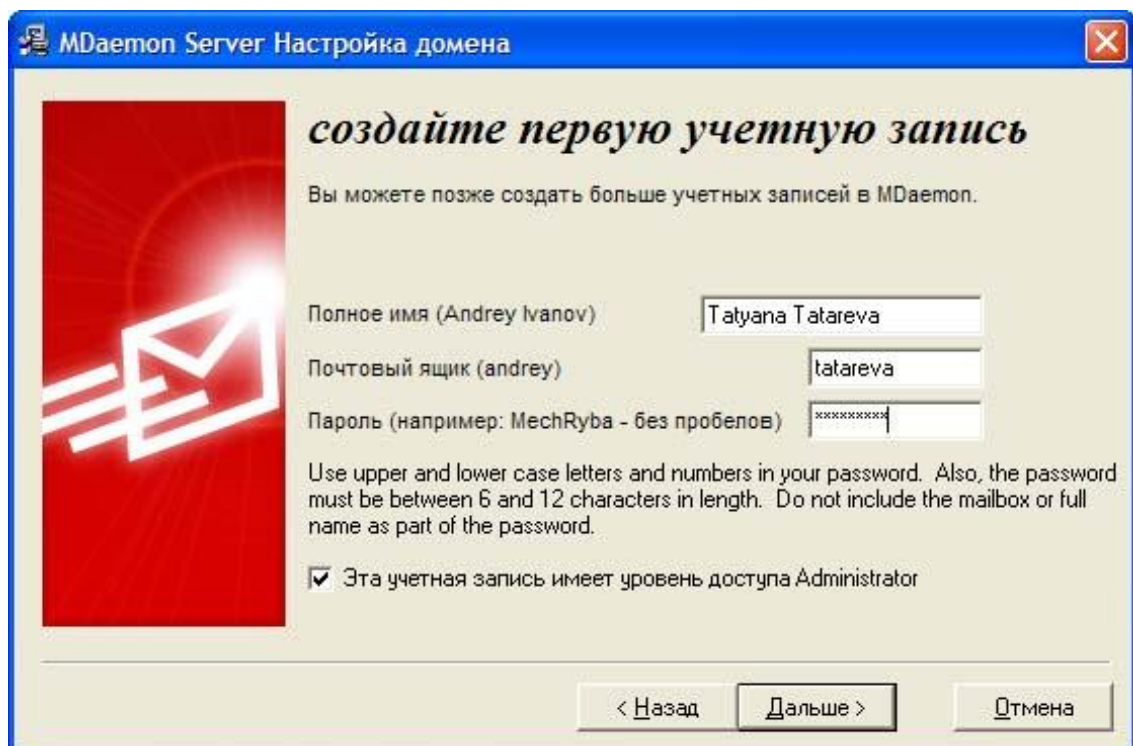 MDaemon Server Настройка домена
создайте первую учетную запись
Вы можете позже создать больше учетных записей в MDaemon.
Полное имя (Andrey Ivanov) Tatyana Tatareva
Почтовый ящик (andrey) tatareva
Пароль (например: MechRyba - без пробелов) *********
Use upper and lower case letters and numbers in your password. Also, the password
must be between 6 and 12 characters in length. Do not include the mailbox or full
name as part of the password.
Эта учетная запись имеет уровень доступа Administrator
< Назад Дальше > Отмена